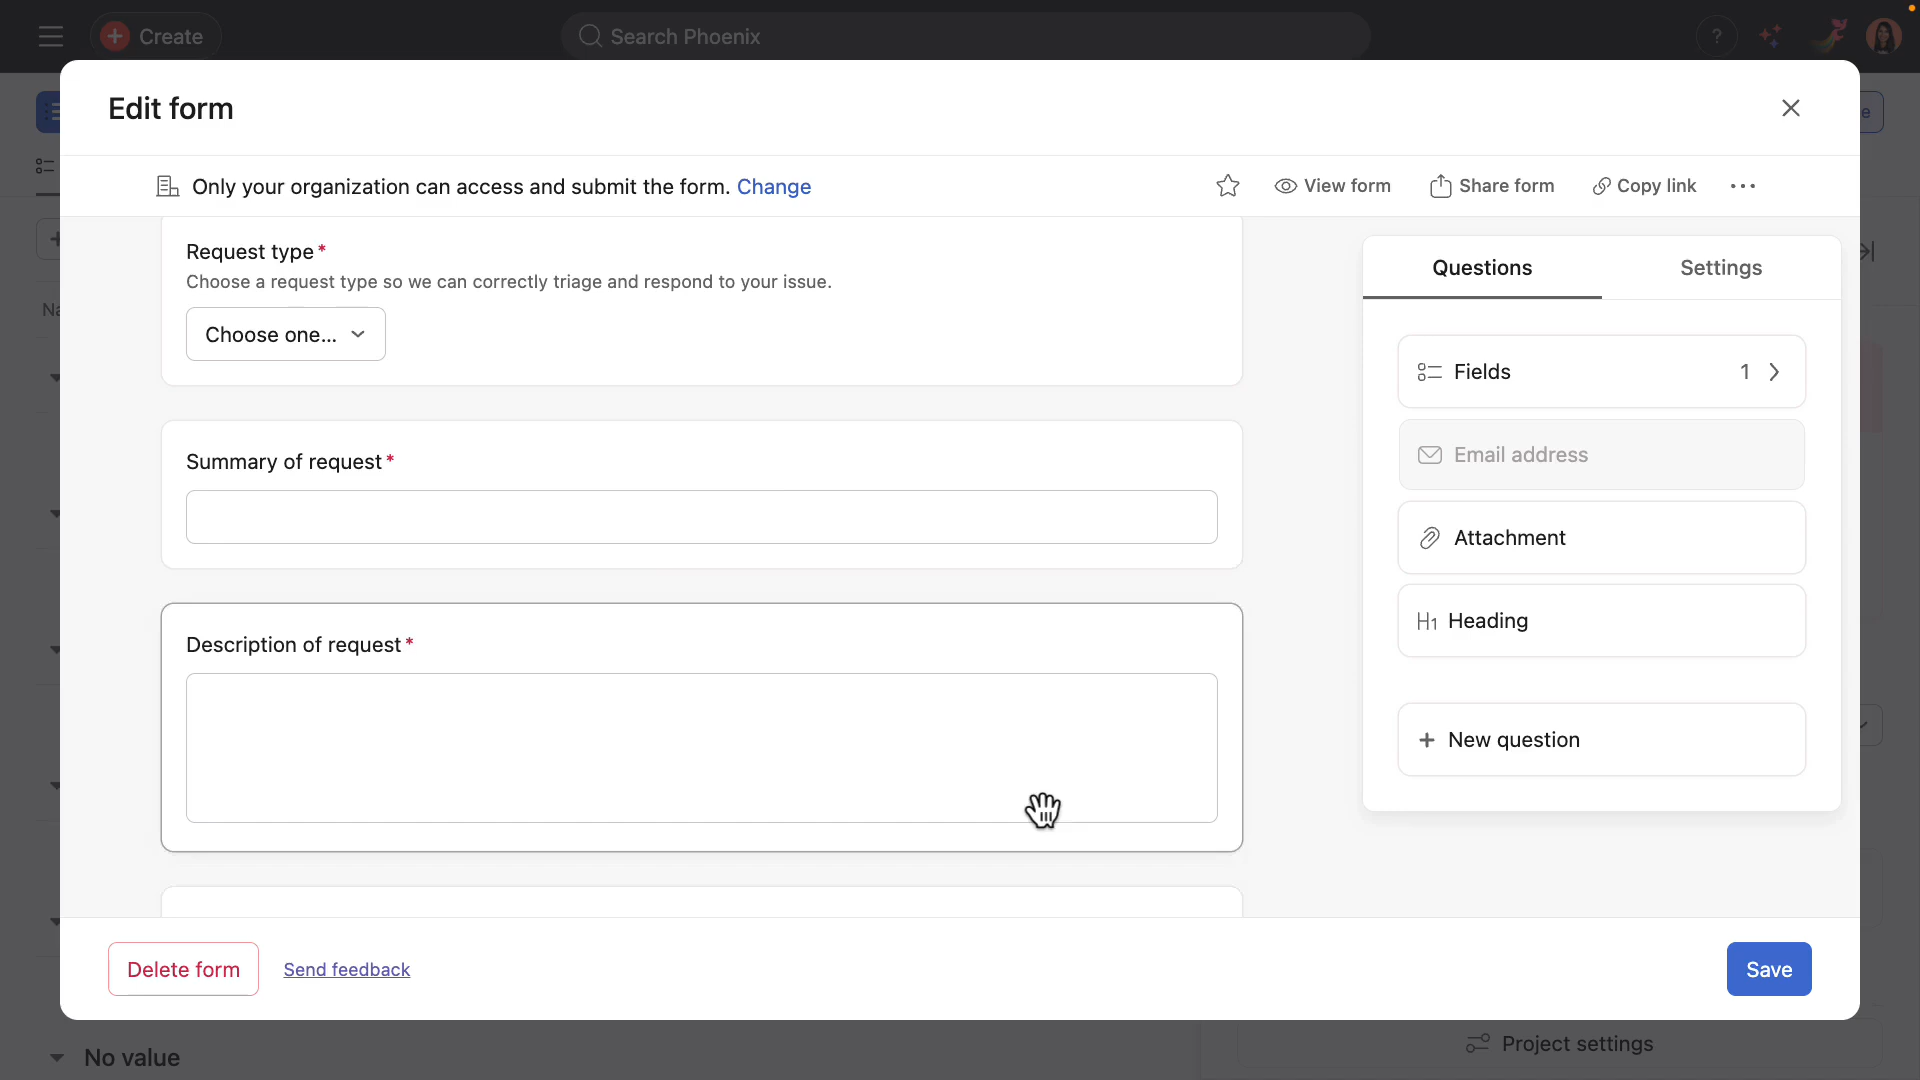 Create
Search Phoenix
?
Edit form
Only your organization can access and submit the form. Change
View form
Share form
Copy link
Request type*
Choose a request type so we can correctly triage and respond to your issue.
Choose one...
Summary of request*
Description of request*
Questions
Settings
Fields
1
Email address
Attachment
H1 Heading
+ New question
Delete form
Send feedback
Save
No value
Project settings